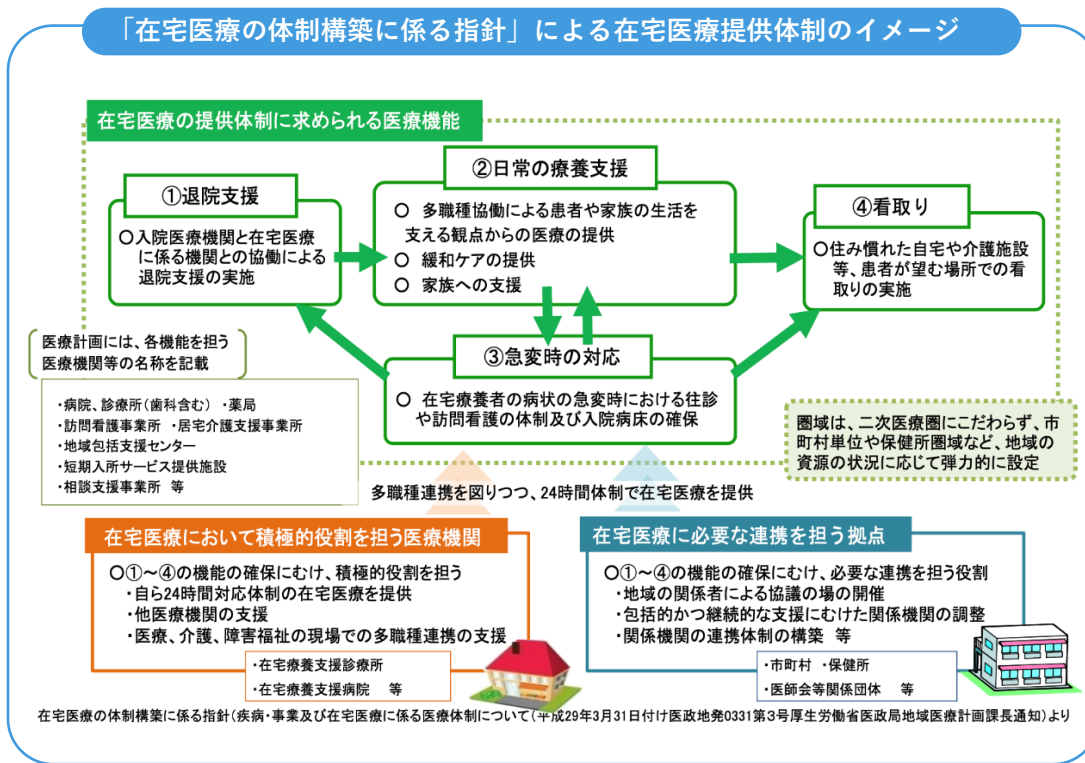 「在宅医療の体制構築に係る指針」による在宅医療提供体制のイメージ
在宅医療の提供体制に求められる医療機能
①退院支援
○入院医療機関と在宅医療
に係る機関との協働による
退院支援の実施
②日常の療養支援
○ 多職種協働による患者や家族の生活を
支える観点からの医療の提供
○ 緩和ケアの提供
○ 家族への支援
④看取り
○住み慣れた自宅や介護施設
等、患者が望む場所での看
取りの実施
③急変時の対応
○ 在宅療養者の病状の急変時における往診
や訪問看護の体制及び入院病床の確保
医療計画には、各機能を担う
医療機関等の名称を記載
・病院、診療所(歯科含む) ・薬局
・訪問看護事業所 ・居宅介護支援事業所
・地域包括支援センター
・短期入所サービス提供施設
・相談支援事業所 等
圏域は、二次医療圏にこだわらず、市
町村単位や保健所圏域など、地域の
資源の状況に応じて弾力的に設定
多職種連携を図りつつ、24時間体制で在宅医療を提供
在宅医療において積極的役割を担う医療機関
○①～④の機能の確保にむけ、積極的役割を担う
・自ら24時間対応体制の在宅医療を提供
・他医療機関の支援
・医療、介護、障害福祉の現場での多職種連携の支援
・在宅療養支援診療所
・在宅療養支援病院 等
在宅医療に必要な連携を担う拠点
○①～④の機能の確保にむけ、必要な連携を担う役割
・地域の関係者による協議の場の開催
・包括的かつ継続的な支援にむけた関係機関の調整
・関係機関の連携体制の構築 等
・市町村 ・保健所
・医師会等関係団体 等
在宅医療の体制構築に係る指針(疾病・事業及び在宅医療に係る医療体制について(平成29年3月31日付け医政地発0331第3号厚生労働省医政局地域医療計画課長通知)より